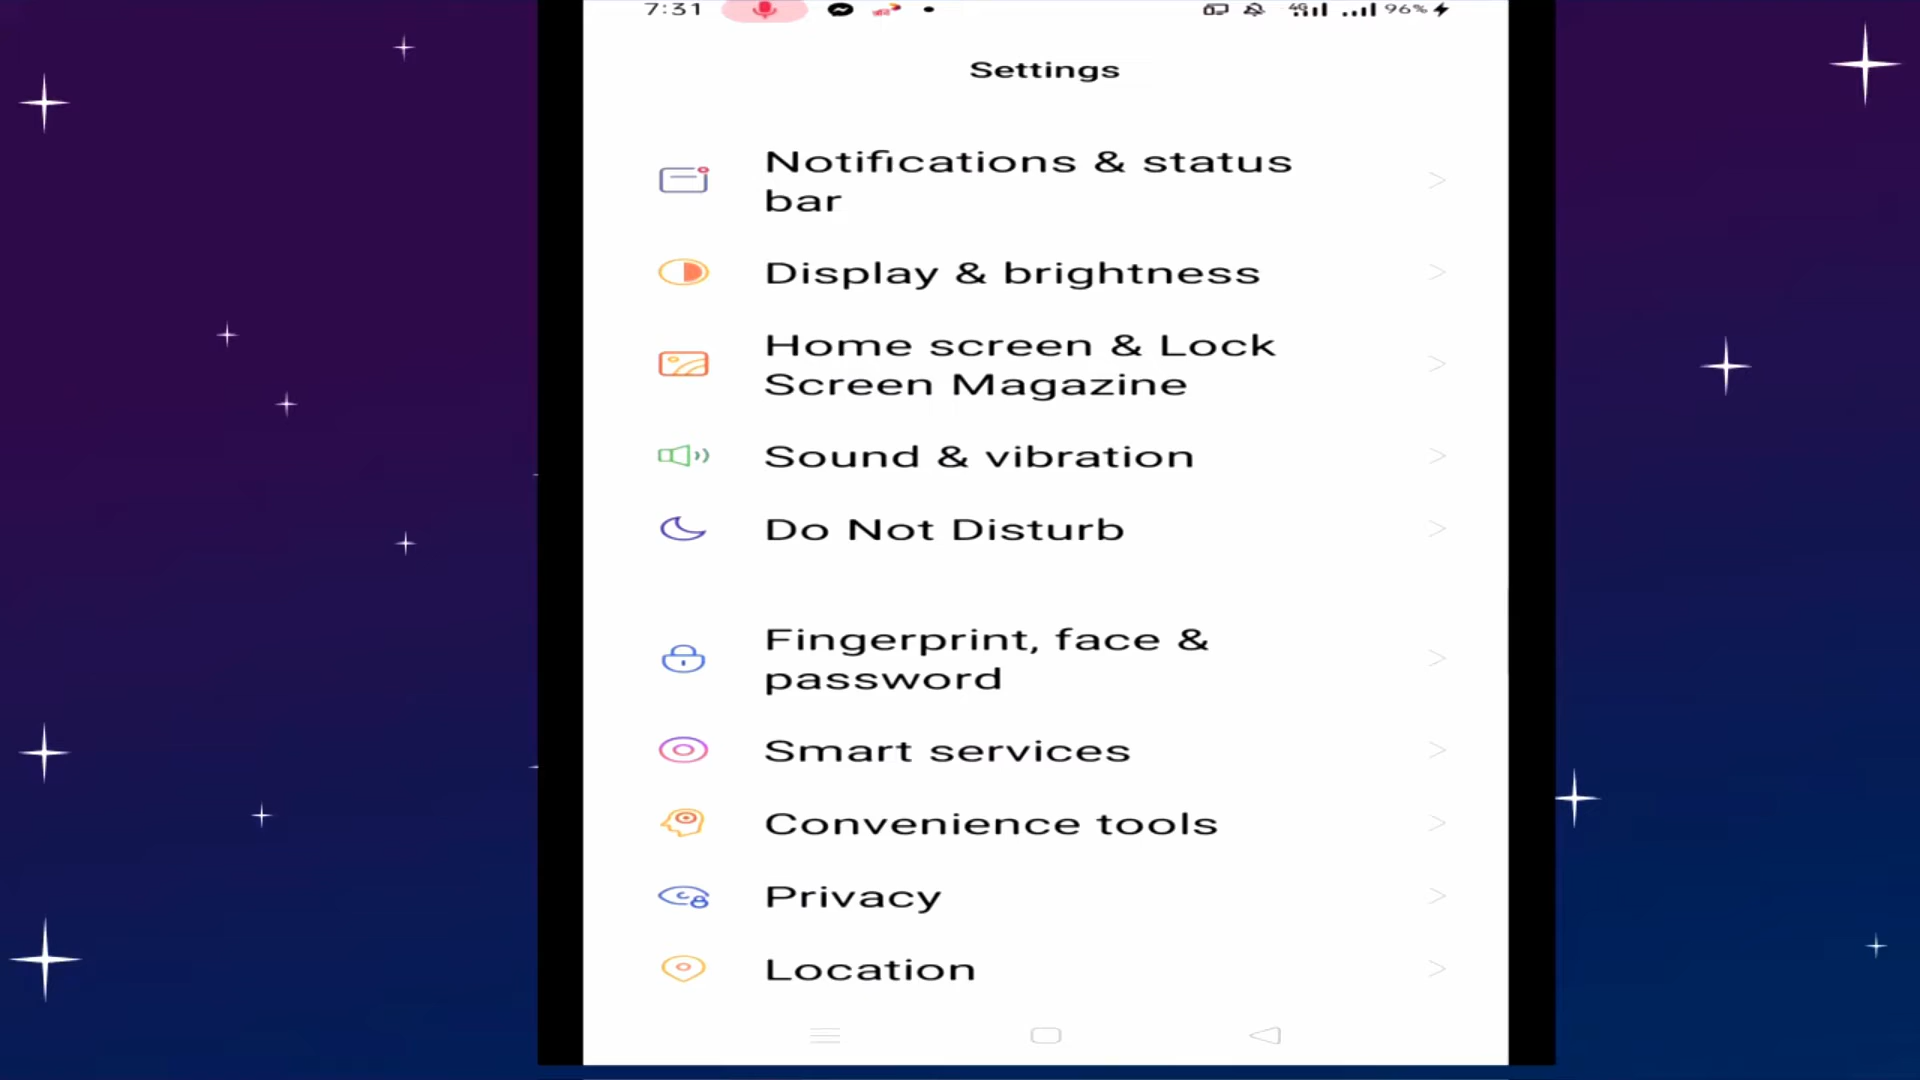 7:31 4G 96%
Settings
Notifications & status
bar
Display & brightness
Home screen & Lock
Screen Magazine
Sound & vibration
Do Not Disturb
Fingerprint, face &
password
Smart services
Convenience tools
Privacy
Location